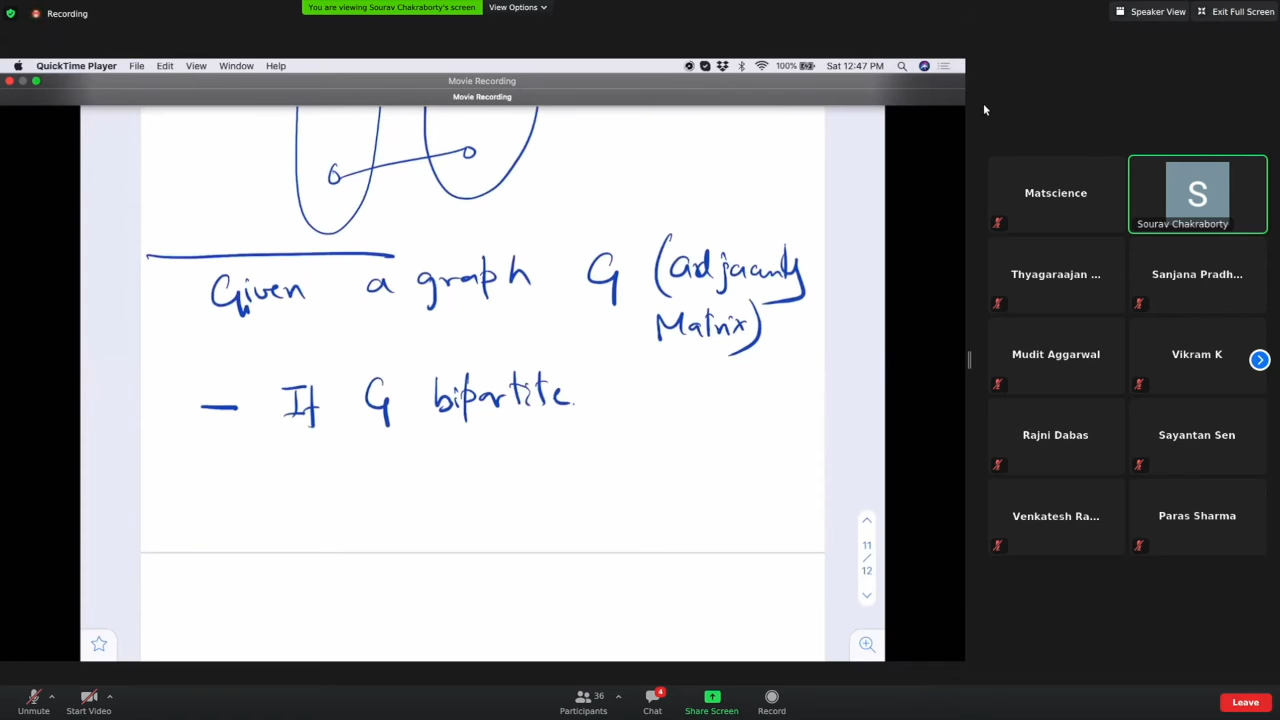 Recording
You are viewing Sourav Chakraborty's screen
View Options
Speaker View
Exit Full Screen
QuickTime Player File Edit View Window Help
100%
Sat 12:47 PM
Movie Recording
Movie Recording
Given a graph G (adjacency
Matrix)
– If G bipartite.
11
/
12
Matscience
S
Sourav Chakraborty
Thyagaraajan ...
Sanjana Pradh...
Mudit Aggarwal
Vikram K
Rajni Dabas
Sayantan Sen
Venkatesh Ra...
Paras Sharma
Unmute
Start Video
36
Participants
4
Chat
Share Screen
Record
Leave